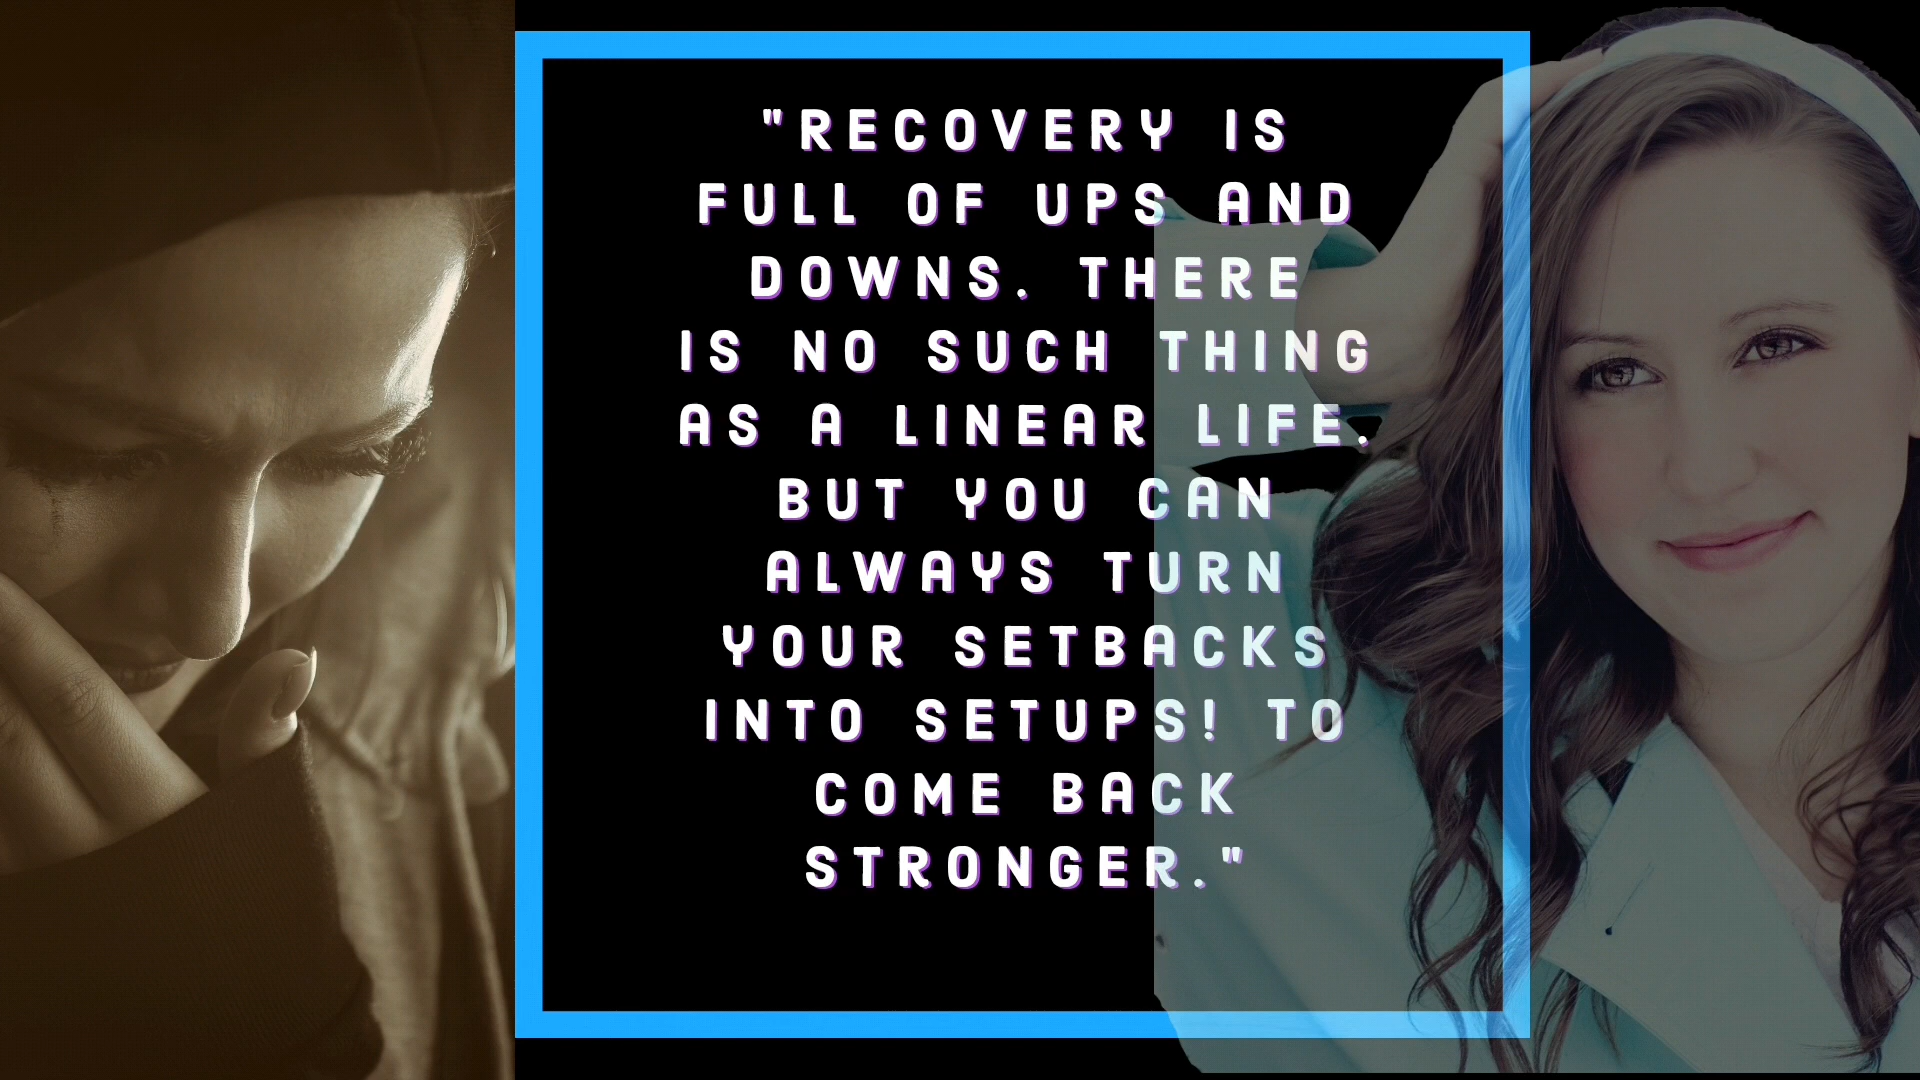 "RECOVERY IS
FULL OF UPS AND
DOWNS. THERE
IS NO SUCH THING
AS A LINEAR LIFE.
BUT YOU CAN
ALWAYS TURN
YOUR SETBACKS
INTO SETUPS! TO
COME BACK
STRONGER."